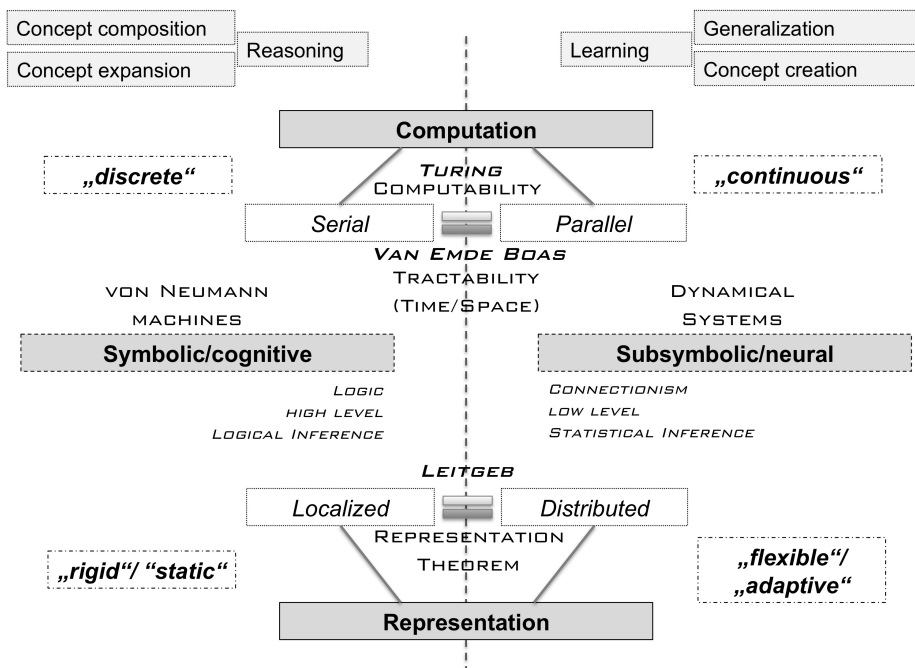 Concept composition
Generalization
Reasoning
Learning
Concept expansion
Concept creation
Computation
„discrete“
Turing
„continuous“
Computability
Serial
Parallel
Van Emde Boas
Tractability
(Time/Space)
von Neumann
machines
Dynamical
Systems
Symbolic/cognitive
Subsymbolic/neural
Logic
high level
Logical Inference
Connectionism
low level
Statistical Inference
Leitgeb
Localized
Distributed
Representation
Theorem
„rigid“/ “static“
„flexible“/
„adaptive“
Representation